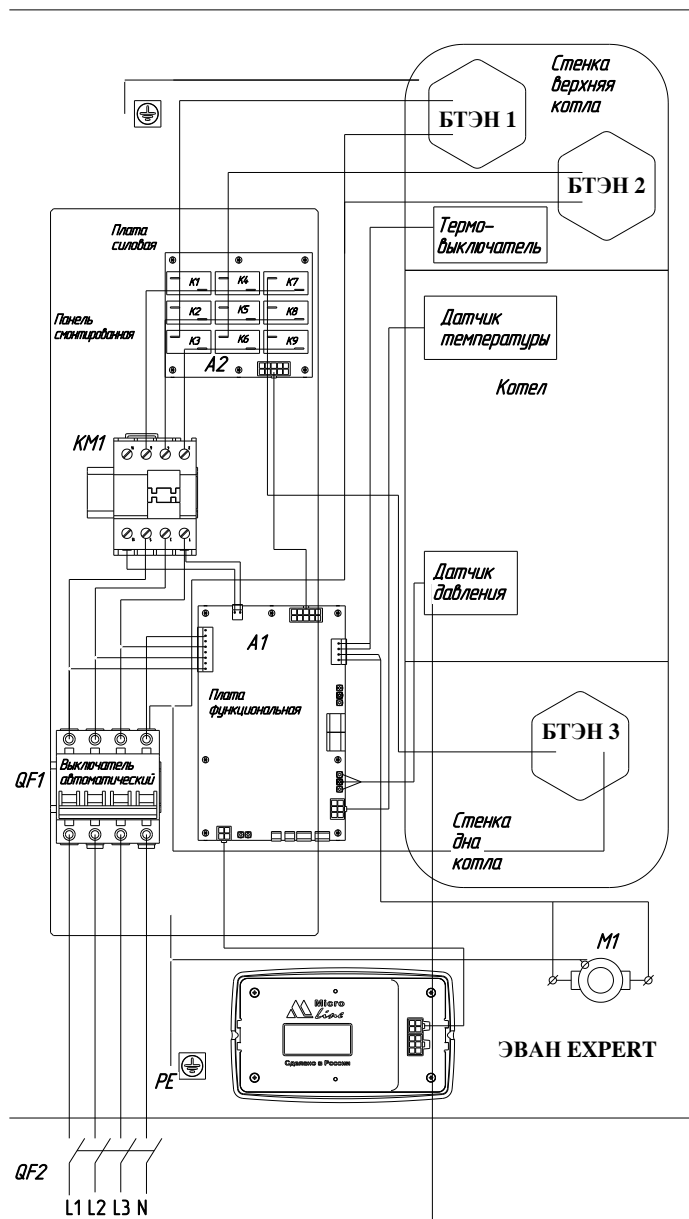 Стенка
верхняя
котла
БТЭН 1
БТЭН 2
Термо-
выключатель
Плата
силовая
K1 K4 K7
K2 K5 K8
K3 K6 K9
A2
Панель
смонтированная
Датчик
температуры
Котел
KM1
Датчик
давления
A1
Плата
функциональная
QF1
Выключатель
автоматический
БТЭН 3
Стенка
дна
котла
M1
Micro
Line
Сделано в России
ЭВАН EXPERT
PE
QF2
L1 L2 L3 N